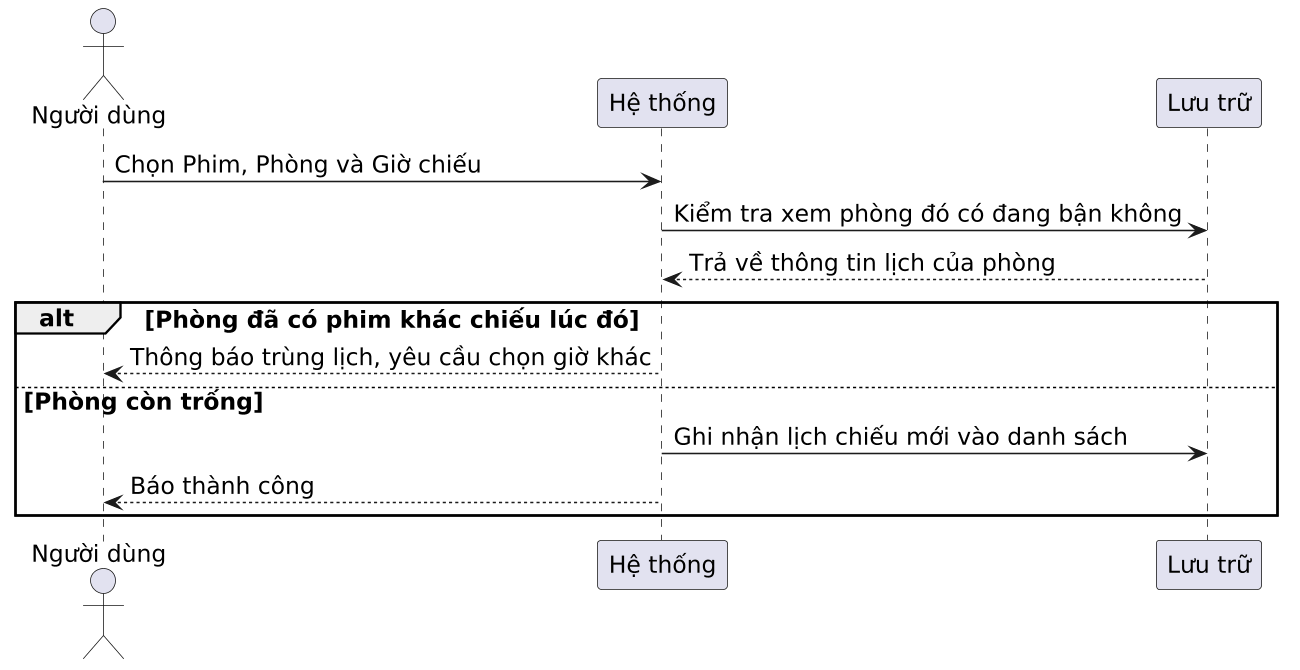 Người dùng
Hệ thống
Lưu trữ
Chọn Phim, Phòng và Giờ chiếu
Kiểm tra xem phòng đó có đang bận không
Trả về thông tin lịch của phòng
alt [Phòng đã có phim khác chiếu lúc đó]
Thông báo trùng lịch, yêu cầu chọn giờ khác
[Phòng còn trống]
Ghi nhận lịch chiếu mới vào danh sách
Báo thành công
Người dùng
Hệ thống
Lưu trữ